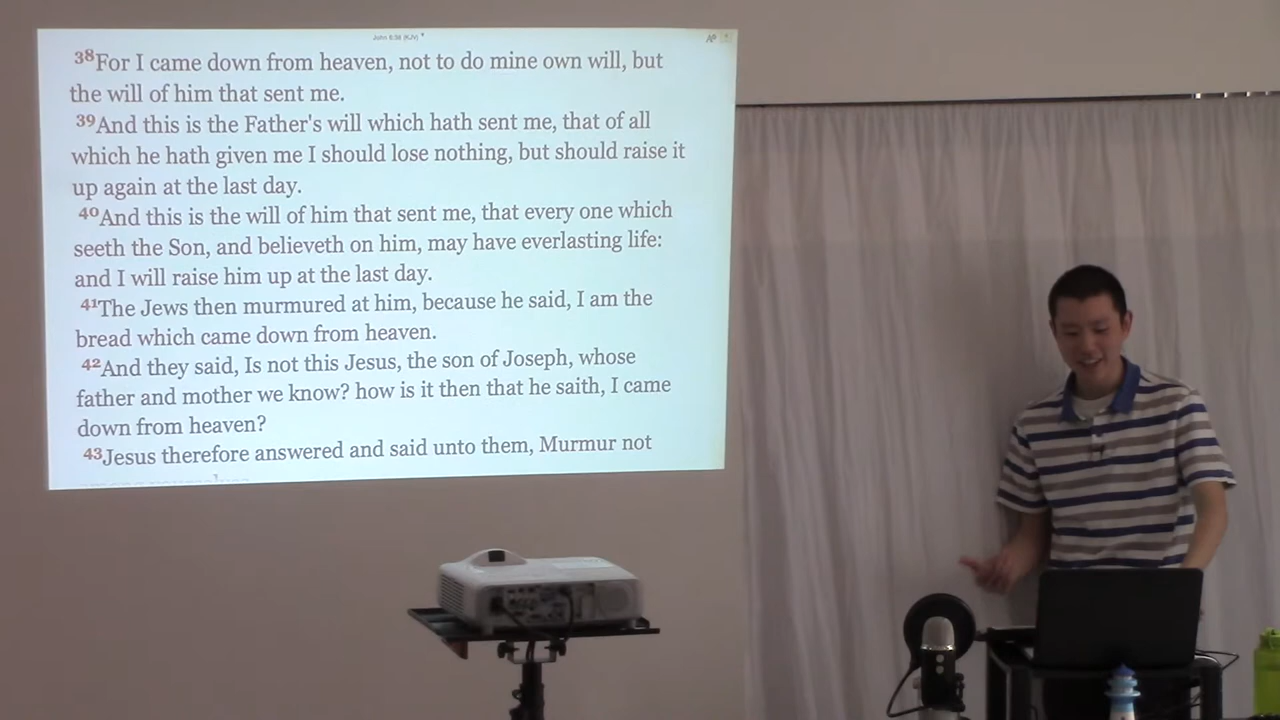 John 6:38 (KJV)
38For I came down from heaven, not to do mine own will, but
the will of him that sent me.
39And this is the Father's will which hath sent me, that of all
which he hath given me I should lose nothing, but should raise it
up again at the last day.
40And this is the will of him that sent me, that every one which
seeth the Son, and believeth on him, may have everlasting life:
and I will raise him up at the last day.
41The Jews then murmured at him, because he said, I am the
bread which came down from heaven.
42And they said, Is not this Jesus, the son of Joseph, whose
father and mother we know? how is it then that he saith, I came
down from heaven?
43Jesus therefore answered and said unto them, Murmur not